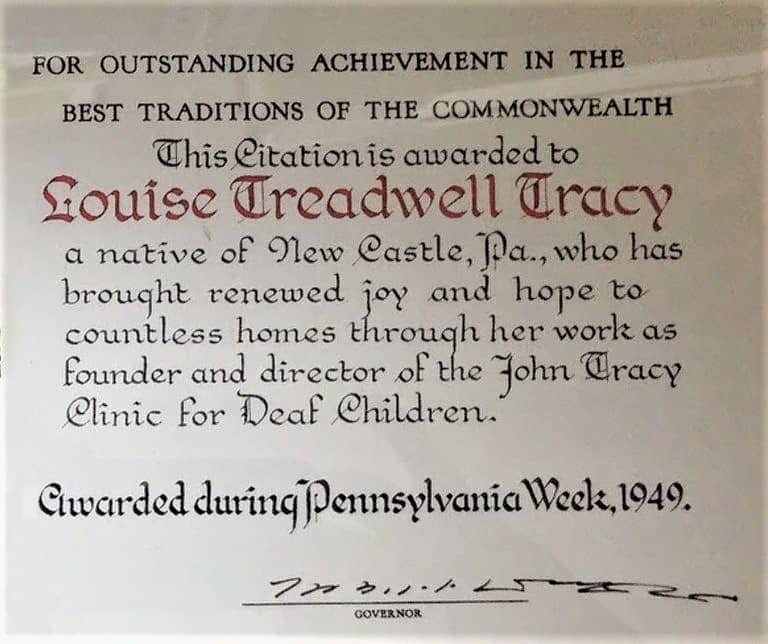 FOR OUTSTANDING ACHIEVEMENT IN THE
BEST TRADITIONS OF THE COMMONWEALTH
This Citation is awarded to
Louise Treadwell Tracy
a native of New Castle, Pa., who has
brought renewed joy and hope to
countless homes through her work as
founder and director of the John Tracy
Clinic for Deaf Children.
Awarded during Pennsylvania Week, 1949.
GOVERNOR